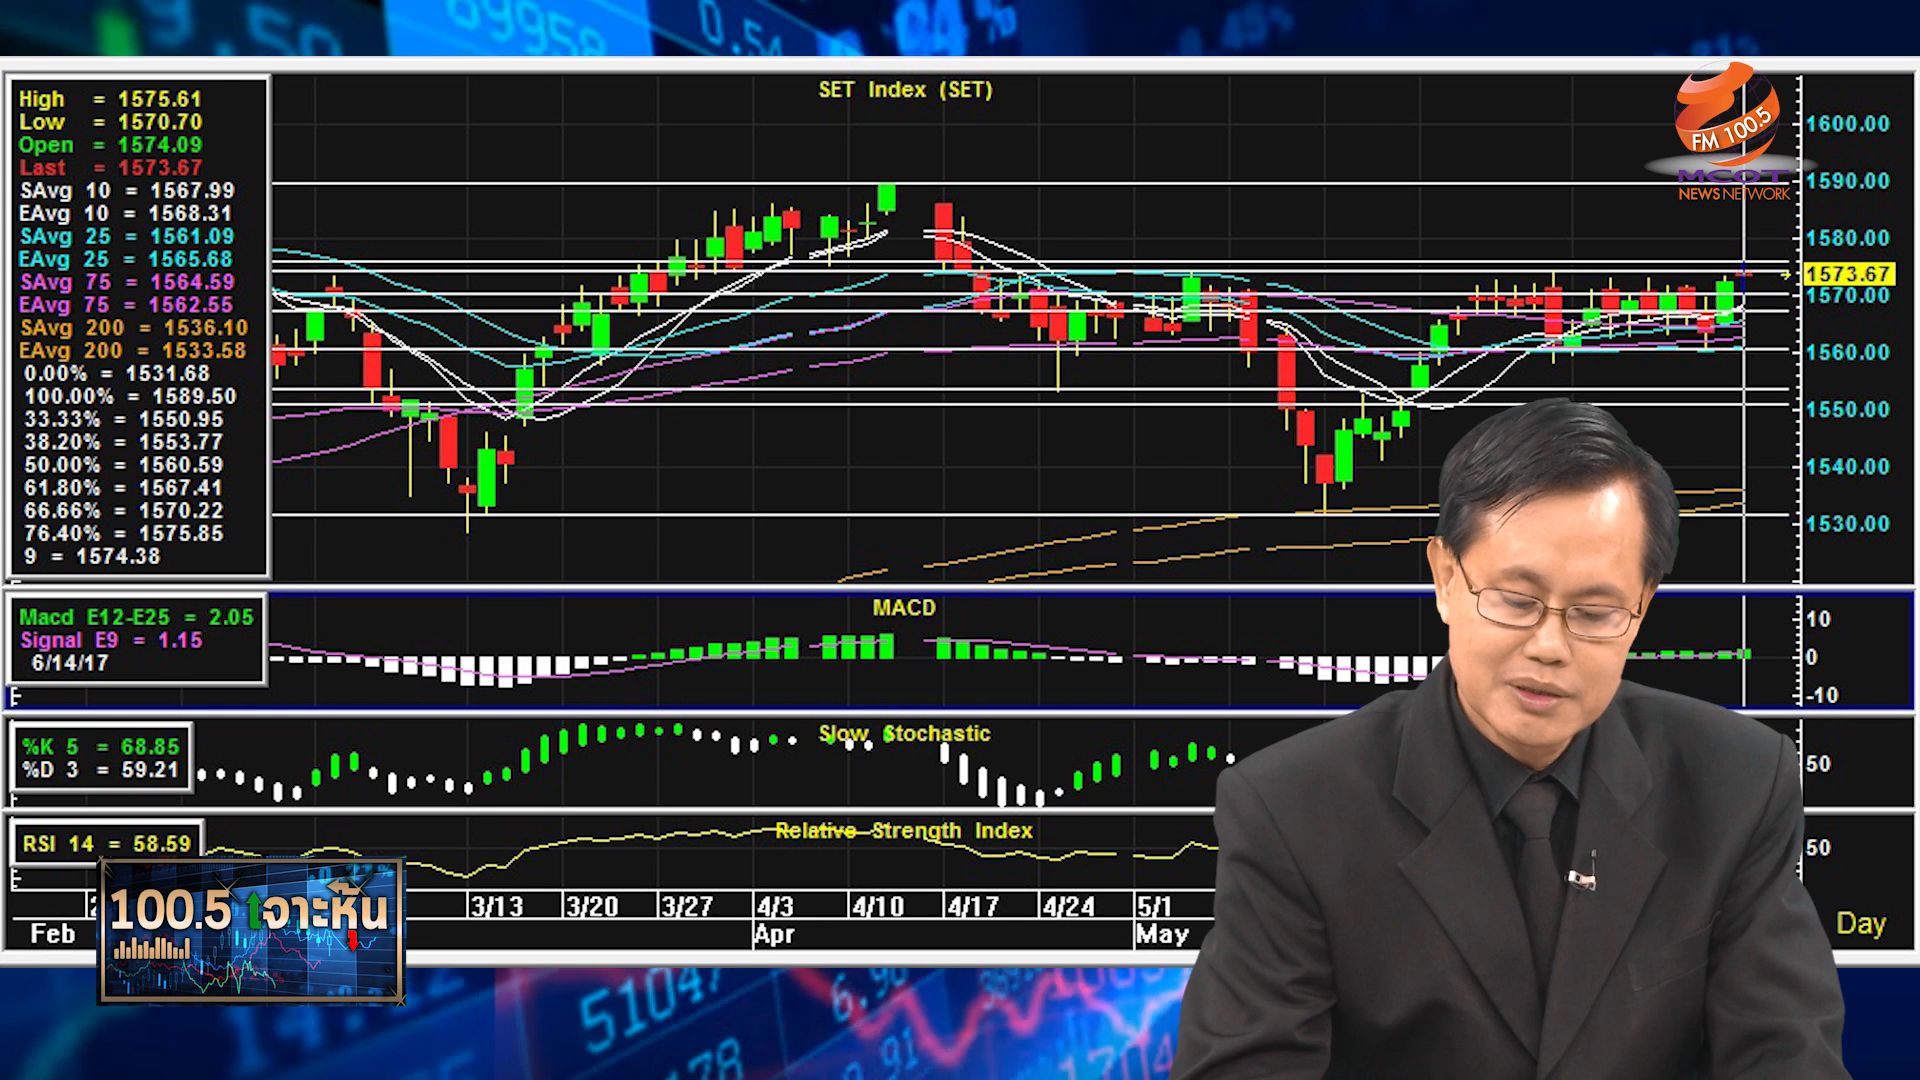 69958
0.54
%
SET Index (SET)
High = 1575.61
Low = 1570.70
Open = 1574.09
Last = 1573.67
SAvg 10 = 1567.99
EAvg 10 = 1568.31
SAvg 25 = 1561.09
EAvg 25 = 1565.68
SAvg 75 = 1564.59
EAvg 75 = 1562.55
SAvg 200 = 1536.10
EAvg 200 = 1533.58
0.00% = 1531.68
100.00% = 1589.50
33.33% = 1550.95
38.20% = 1553.77
50.00% = 1560.59
61.80% = 1567.41
66.66% = 1570.22
76.40% = 1575.85
9 = 1574.38
FM 100.5
MCOT
NEWS NETWORK
1600.00
1590.00
1580.00
1573.67
1570.00
1560.00
1550.00
1540.00
1530.00
MACD
Macd E12-E25 = 2.05
Signal E9 = 1.15
6/14/17
10
0
-10
Slow Stochastic
%K 5 = 68.85
%D 3 = 59.21
50
Relative Strength Index
RSI 14 = 58.59
50
3/13 3/20 3/27 4/3 4/10 4/17 4/24 5/1
Feb Apr May
Day
100.5 เจาะหุ้น
51047
6.90